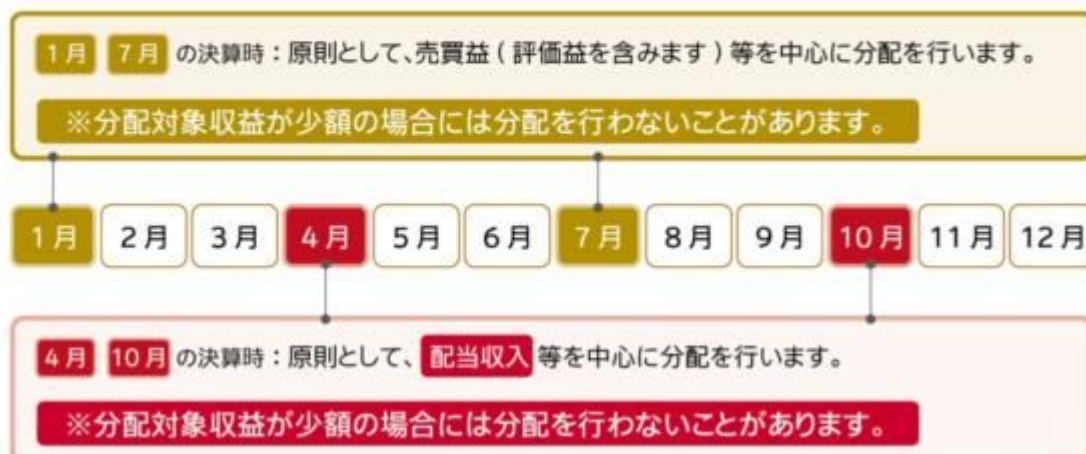 1月 7月 の決算時：原則として、売買益(評価益を含みます)等を中心に分配を行います。
※分配対象収益が少額の場合には分配を行わないことがあります。
1月 2月 3月 4月 5月 6月 7月 8月 9月 10月 11月 12月
4月 10月 の決算時：原則として、配当収入等を中心に分配を行います。
※分配対象収益が少額の場合には分配を行わないことがあります。